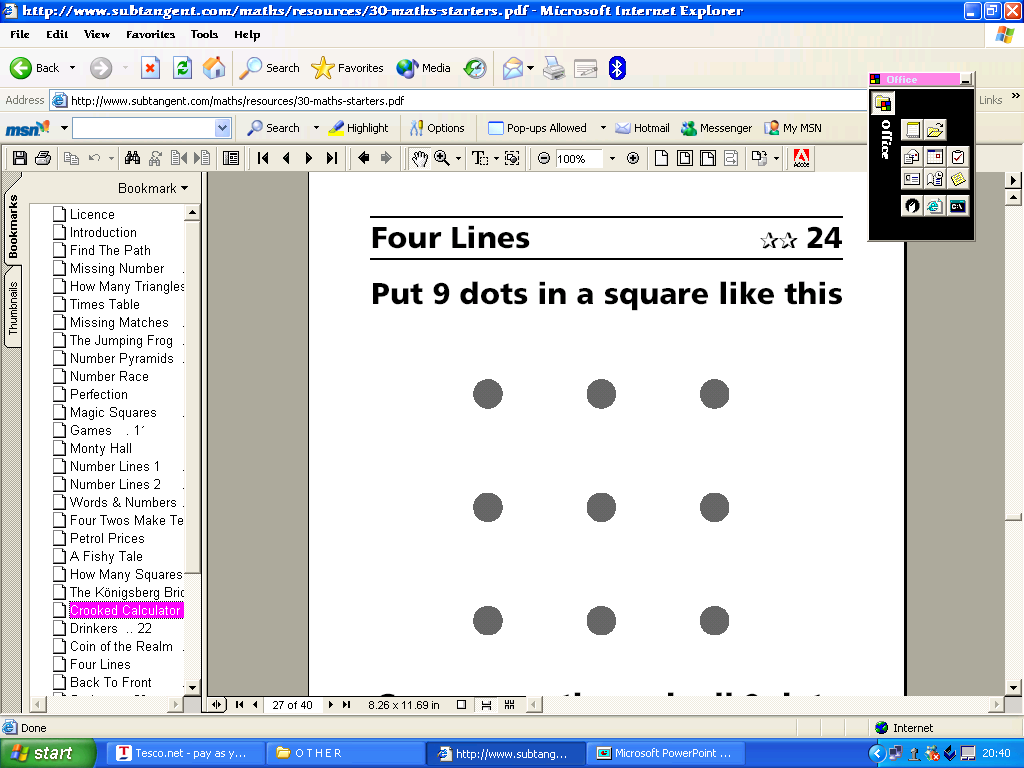 http://www.subtangent.com/maths/resources/30-maths-starters.pdf - Microsoft Internet Explorer
File Edit View Favorites Tools Help
Back Search Favorites Media
Address http://www.subtangent.com/maths/resources/30-maths-starters.pdf Links »
msn Search Highlight Options Pop-ups Allowed Hotmail Messenger My MSN
100%
Adobe
Office
Office
Bookmarks
Thumbnails
Bookmark
Licence
Introduction
Find The Path
Missing Number .
How Many Triangles
Times Table
Missing Matches .
The Jumping Frog .
Number Pyramids .
Number Race
Perfection
Magic Squares .
Games . 1
Monty Hall
Number Lines 1 .
Number Lines 2 .
Words & Numbers .
Four Twos Make Te
Petrol Prices
A Fishy Tale
How Many Squares
The Königsberg Bri
Crooked Calculator
Drinkers .. 22
Coin of the Realm .
Four Lines
Back To Front
Four Lines ☆☆ 24
Put 9 dots in a square like this
27 of 40 8.26 x 11.69 in
Done Internet
start Tesco.net - pay as y... O T H E R http://www.subtang... Microsoft PowerPoint ... 20:40